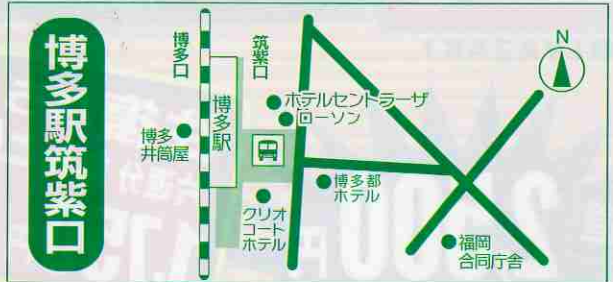 博多駅筑紫口
博多口
筑紫口
N
博多駅
ホテルセントラーザ
ローソン
博多
井筒屋
博多都
ホテル
クリオ
コート
ホテル
福岡
合同庁舎